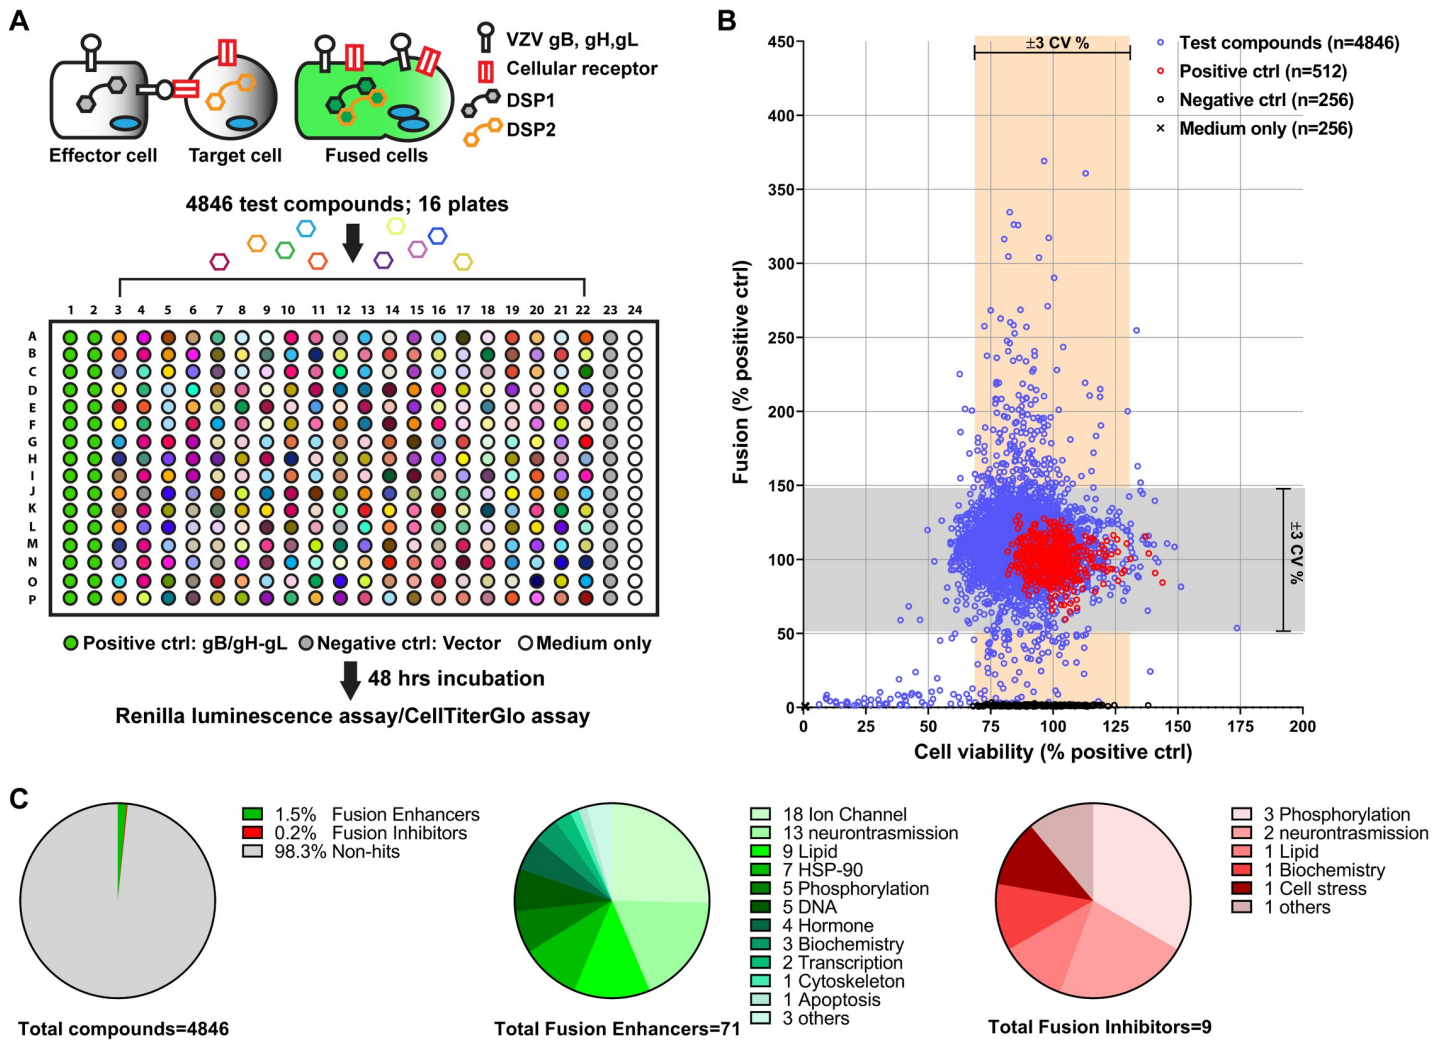 A
VZV gB, gH,gL
Cellular receptor
DSP1
DSP2
Effector cell
Target cell
Fused cells
4846 test compounds; 16 plates
1 2 3 4 5 6 7 8 9 10 11 12 13 14 15 16 17 18 19 20 21 22 23 24
A
B
C
D
E
F
G
H
I
J
K
L
M
N
O
P
Positive ctrl: gB/gH-gL
Negative ctrl: Vector
Medium only
48 hrs incubation
Renilla luminescence assay/CellTiterGlo assay
B
±3 CV %
Test compounds (n=4846)
Positive ctrl (n=512)
Negative ctrl (n=256)
Medium only (n=256)
Fusion (% positive ctrl)
450
400
350
300
250
200
150
100
50
0
±3 CV %
0 25 50 75 100 125 150 175 200
Cell viability (% positive ctrl)
C
1.5% Fusion Enhancers
0.2% Fusion Inhibitors
98.3% Non-hits
Total compounds=4846
18 Ion Channel
13 neurontrasmission
9 Lipid
7 HSP-90
5 Phosphorylation
5 DNA
4 Hormone
3 Biochemistry
2 Transcription
1 Cytoskeleton
1 Apoptosis
3 others
Total Fusion Enhancers=71
3 Phosphorylation
2 neurontrasmission
1 Lipid
1 Biochemistry
1 Cell stress
1 others
Total Fusion Inhibitors=9